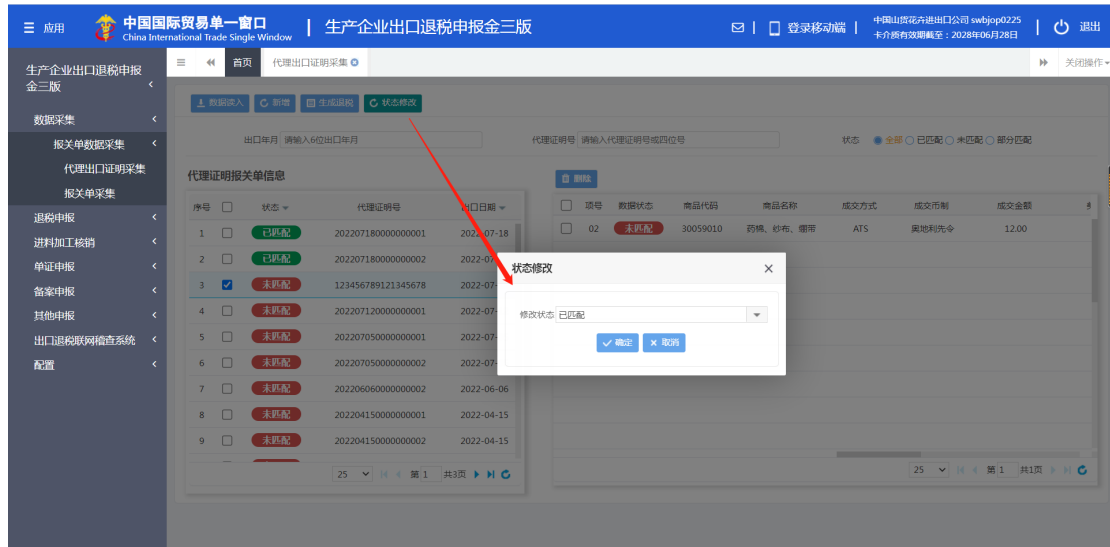 应用
中国国际贸易单一窗口
China International Trade Single Window
生产企业出口退税申报金三版
登录移动端
中国山货花卉进出口公司 swbjop0225
卡介质有效期截至：2028年06月28日
退出
生产企业出口退税申报
金三版
首页 代理出口证明采集 关闭操作
数据采集
报关单数据采集
代理出口证明采集
报关单采集
退税申报
进料加工核销
单证申报
备案申报
其他申报
出口退税联网稽查系统
配置
数据读入 新增 生成退税 状态修改
出口年月 请输入6位出口年月 代理证明号 请输入代理证明号或四位号 状态 全部 已匹配 未匹配 部分匹配
代理证明报关单信息
删除
序号 状态 代理证明号 出口日期
1 已匹配 202207180000000001 2022-07-18
2 已匹配 202207180000000002 2022-07-
3 未匹配 123456789121345678 2022-07-
4 未匹配 202207120000000001 2022-07-
5 未匹配 202207050000000001 2022-07-
6 未匹配 202207050000000002 2022-07-
7 未匹配 202206060000000002 2022-06-06
8 未匹配 202204150000000001 2022-04-15
9 未匹配 202204150000000002 2022-04-15
25 第 1 共3页
项号 数据状态 商品代码 商品名称 成交方式 成交币制 成交金额
02 未匹配 30059010 药棉、纱布、绷带 ATS 奥地利先令 12.00
25 第 1 共1页
状态修改
修改状态 已匹配
确定 取消